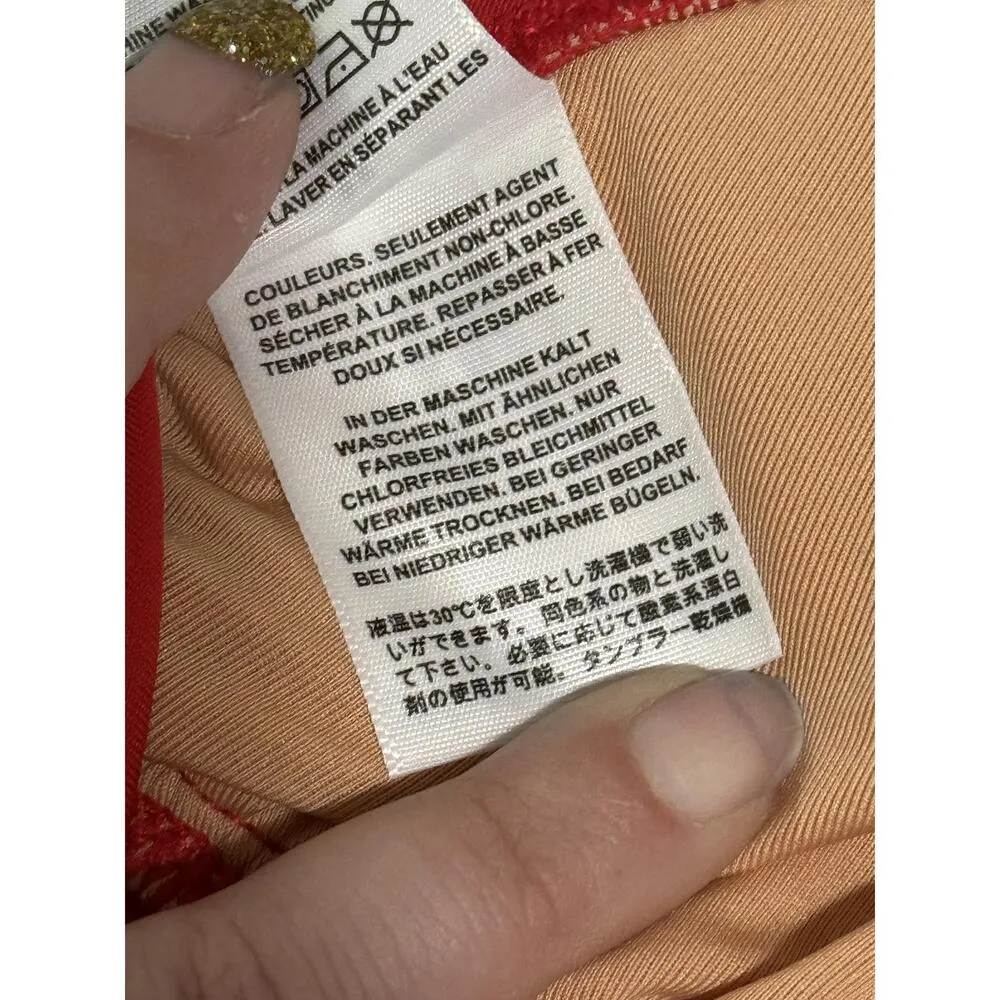 LA MACHINE À L'EAU
LAVER EN SÉPARANT LES
COULEURS. SEULEMENT AGENT
DE BLANCHIMENT NON-CHLORE.
SÉCHER À LA MACHINE À BASSE
TEMPÉRATURE. REPASSER À FER
DOUX SI NÉCESSAIRE.
IN DER MASCHINE KALT
WASCHEN. MIT ÄHNLICHEN
FARBEN WASCHEN. NUR
CHLORFREIES BLEICHMITTEL
VERWENDEN. BEI GERINGER
WÄRME TROCKNEN. BEI BEDARF
BEI NIEDRIGER WÄRME BÜGELN.
液温は30℃を限度とし洗濯機で弱い洗
いができます。同色系の物と洗濯し
て下さい。必要に応じて酸素系漂白
剤の使用が可能。タンブラー乾燥機